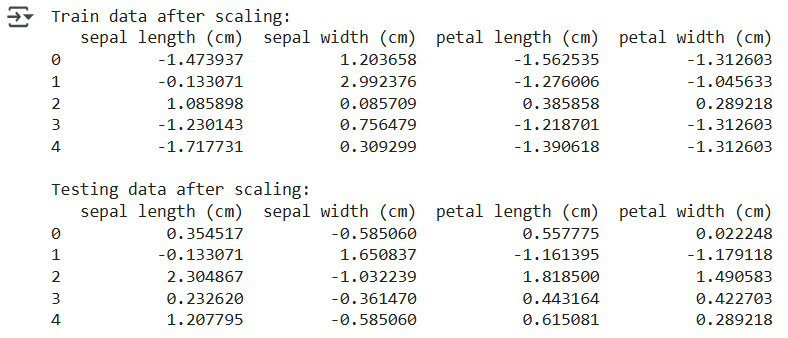 Train data after scaling:
sepal length (cm) sepal width (cm) petal length (cm) petal width (cm)
0 -1.473937 1.203658 -1.562535 -1.312603
1 -0.133071 2.992376 -1.276006 -1.045633
2 1.085898 0.085709 0.385858 0.289218
3 -1.230143 0.756479 -1.218701 -1.312603
4 -1.717731 0.309299 -1.390618 -1.312603
Testing data after scaling:
sepal length (cm) sepal width (cm) petal length (cm) petal width (cm)
0 0.354517 -0.585060 0.557775 0.022248
1 -0.133071 1.650837 -1.161395 -1.179118
2 2.304867 -1.032239 1.818500 1.490583
3 0.232620 -0.361470 0.443164 0.422703
4 1.207795 -0.585060 0.615081 0.289218